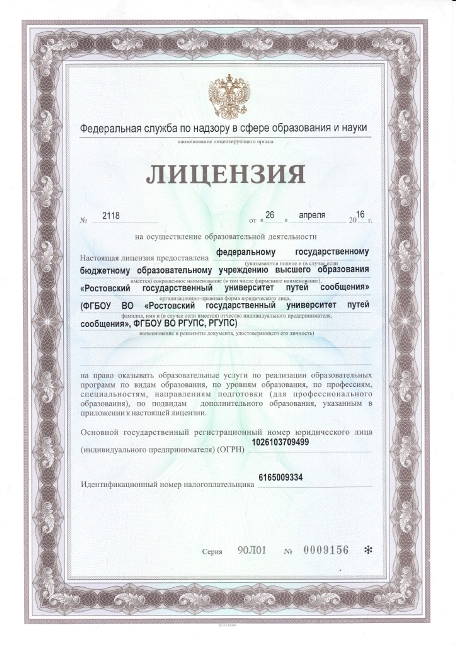 Федеральная служба по надзору в сфере образования и науки
наименование лицензирующего органа
ЛИЦЕНЗИЯ
№ 2118 от «26» апреля 2016 г.
на осуществление образовательной деятельности
Настоящая лицензия предоставлена федеральному государственному
(указываются полное и (в случае если
бюджетному образовательному учреждению высшего образования
имеется) сокращенное наименование (в том числе фирменное наименование),
«Ростовский государственный университет путей сообщения»
организационно-правовая форма юридического лица,
(ФГБОУ ВО «Ростовский государственный университет путей
фамилия, имя и (в случае если имеется) отчество индивидуального предпринимателя,
сообщения», ФГБОУ ВО РГУПС, РГУПС)
наименование и реквизиты документа, удостоверяющего его личность)
на право оказывать образовательные услуги по реализации образовательных
программ по видам образования, по уровням образования, по профессиям,
специальностям, направлениям подготовки (для профессионального
образования), по подвидам дополнительного образования, указанным в
приложении к настоящей лицензии.
Основной государственный регистрационный номер юридического лица
(индивидуального предпринимателя) (ОГРН) 1026103709499
Идентификационный номер налогоплательщика 6165009334
Серия 90Л01 № 0009156 *